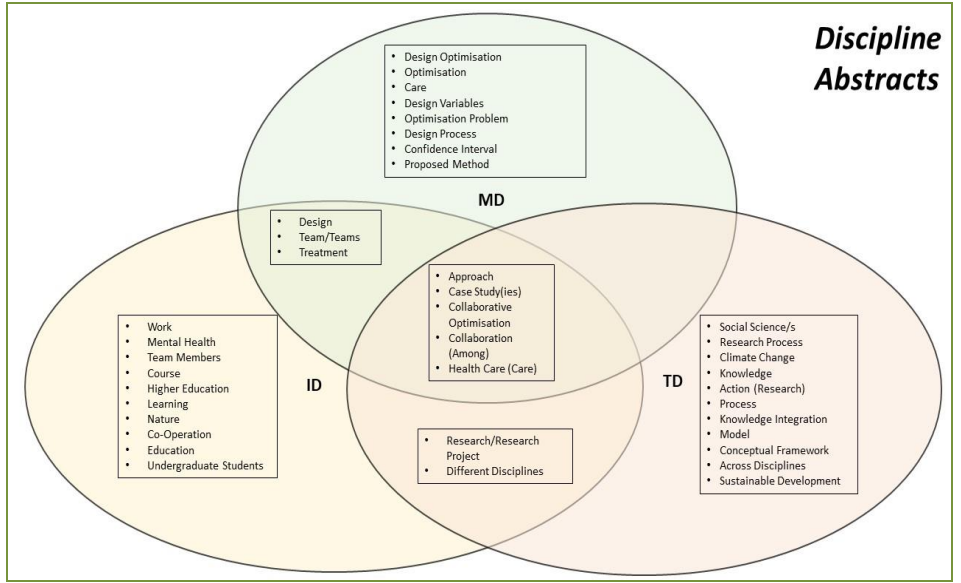 Discipline
Abstracts
• Design Optimisation
• Optimisation
• Care
• Design Variables
• Optimisation Problem
• Design Process
• Confidence Interval
• Proposed Method
MD
• Design
• Team/Teams
• Treatment
• Approach
• Case Study(ies)
• Collaborative
Optimisation
• Collaboration
(Among)
• Health Care (Care)
• Work
• Mental Health
• Team Members
• Course
• Higher Education
• Learning
• Nature
• Co-Operation
• Education
• Undergraduate Students
ID
TD
• Social Science/s
• Research Process
• Climate Change
• Knowledge
• Action (Research)
• Process
• Knowledge Integration
• Model
• Conceptual Framework
• Across Disciplines
• Sustainable Development
• Research/Research
Project
• Different Disciplines